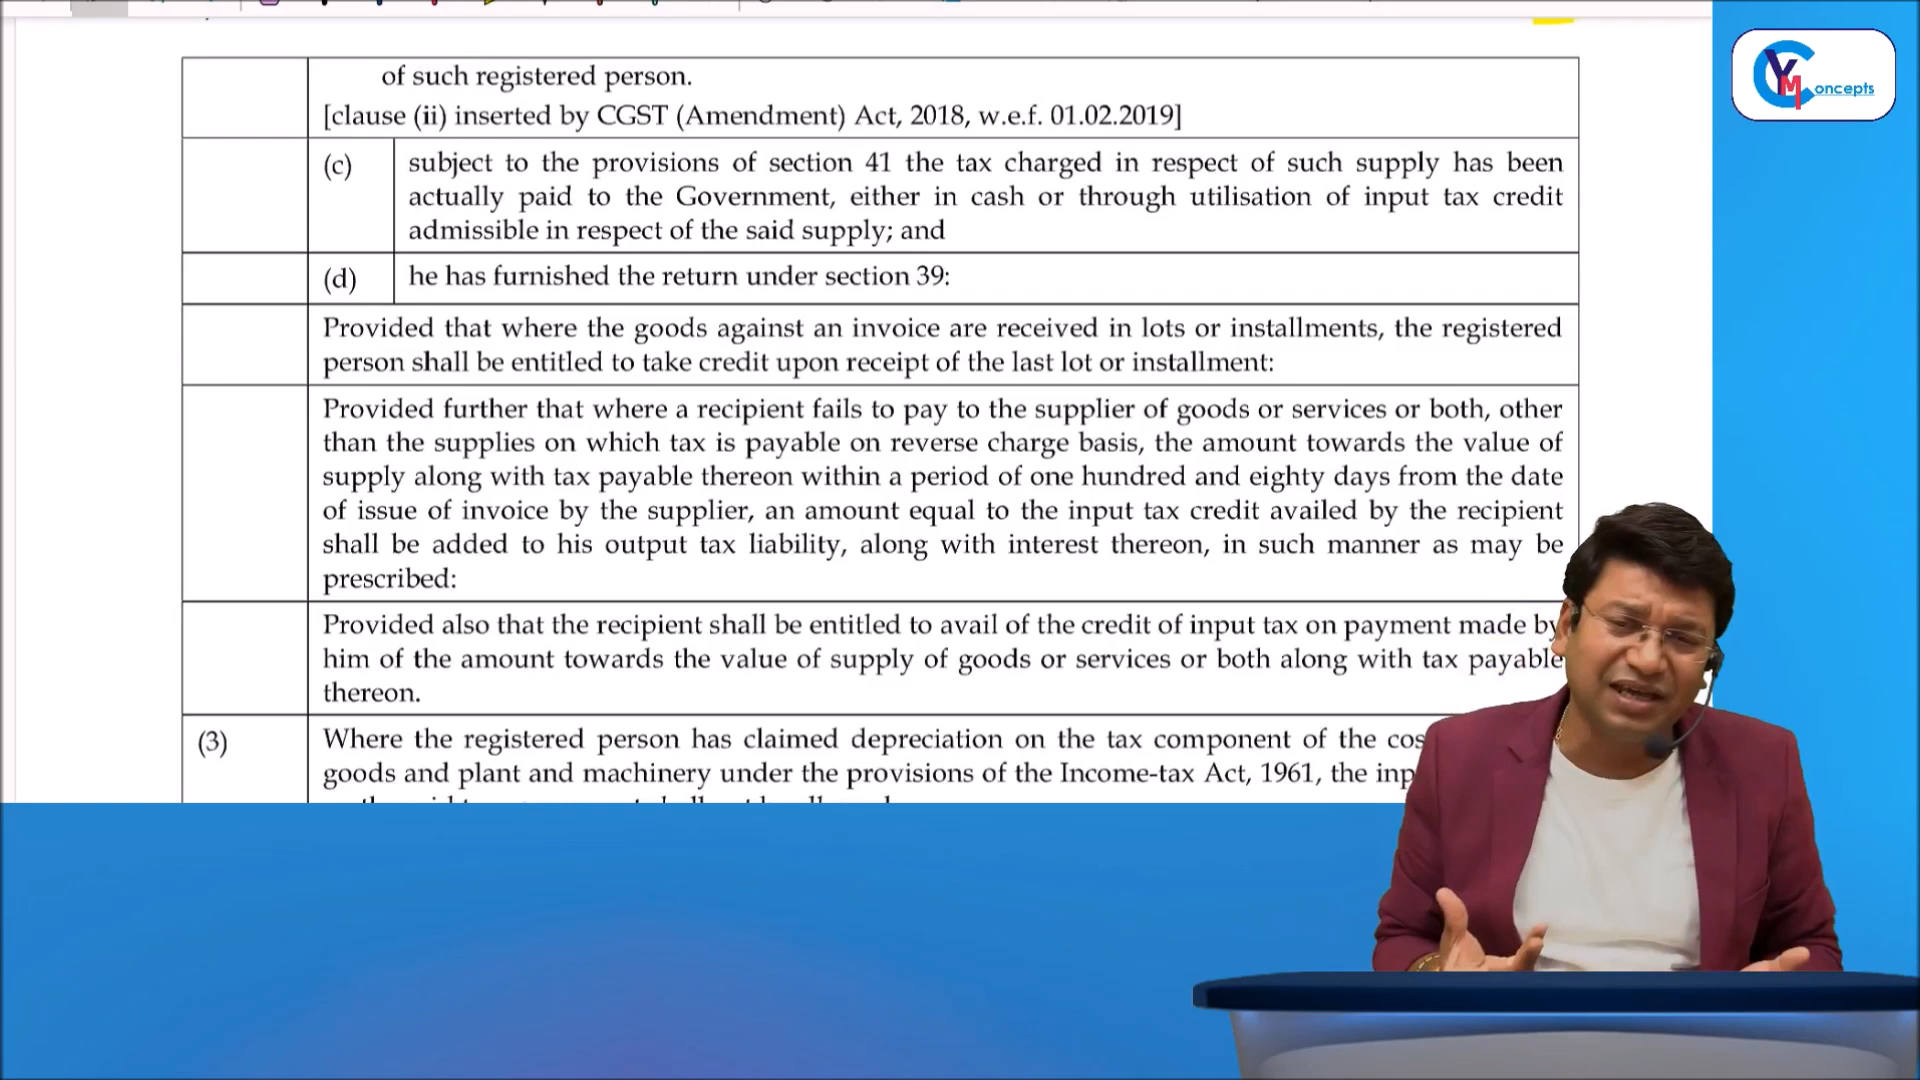 of such registered person.
[clause (ii) inserted by CGST (Amendment) Act, 2018, w.e.f. 01.02.2019]
(c) subject to the provisions of section 41 the tax charged in respect of such supply has been
actually paid to the Government, either in cash or through utilisation of input tax credit
admissible in respect of the said supply; and
(d) he has furnished the return under section 39:
Provided that where the goods against an invoice are received in lots or installments, the registered
person shall be entitled to take credit upon receipt of the last lot or installment:
Provided further that where a recipient fails to pay to the supplier of goods or services or both, other
than the supplies on which tax is payable on reverse charge basis, the amount towards the value of
supply along with tax payable thereon within a period of one hundred and eighty days from the date
of issue of invoice by the supplier, an amount equal to the input tax credit availed by the recipient
shall be added to his output tax liability, along with interest thereon, in such manner as may be
prescribed:
Provided also that the recipient shall be entitled to avail of the credit of input tax on payment made by
him of the amount towards the value of supply of goods or services or both along with tax payable
thereon.
(3) Where the registered person has claimed depreciation on the tax component of the
goods and plant and machinery under the provisions of the Income-tax Act, 1961, the
YM Concepts